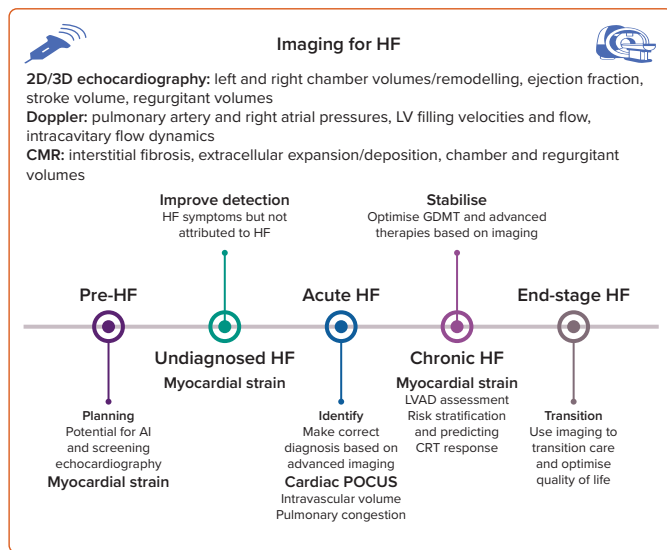 Imaging for HF
2D/3D echocardiography: left and right chamber volumes/remodelling, ejection fraction,
stroke volume, regurgitant volumes
Doppler: pulmonary artery and right atrial pressures, LV filling velocities and flow,
intracavitary flow dynamics
CMR: interstitial fibrosis, extracellular expansion/deposition, chamber and regurgitant
volumes
Improve detection
HF symptoms but not
attributed to HF
Stabilise
Optimise GDMT and advanced
therapies based on imaging
Pre-HF
Acute HF
End-stage HF
Undiagnosed HF
Myocardial strain
Chronic HF
Myocardial strain
LVAD assessment
Risk stratification
and predicting
CRT response
Planning
Potential for AI
and screening
echocardiography
Myocardial strain
Identify
Make correct
diagnosis based on
advanced imaging
Cardiac POCUS
Intravascular volume
Pulmonary congestion
Transition
Use imaging to
transition care
and optimise
quality of life